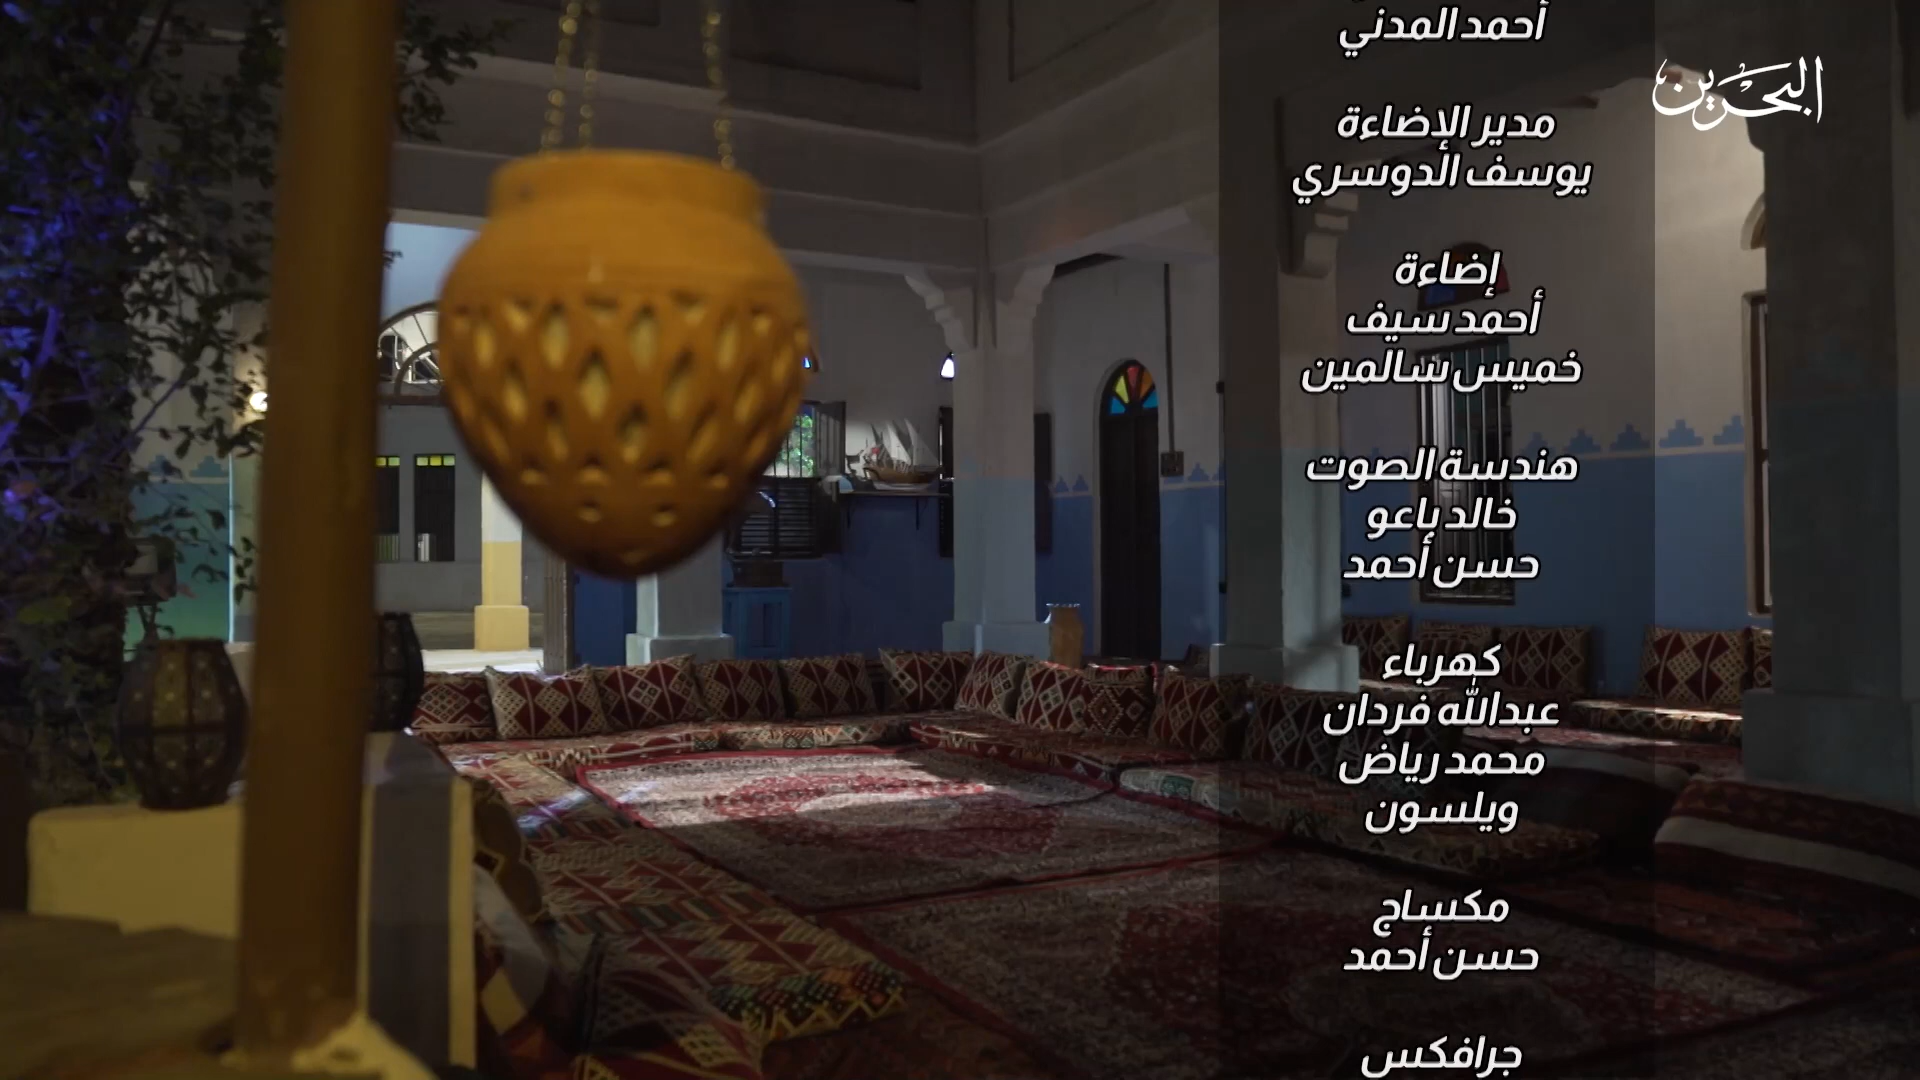 أحمد المدني
البحرين
مدير الإضاءة
يوسف الدوسري
إضاءة
أحمد سيف
خميس سالمين
هندسة الصوت
خالد باعو
حسن أحمد
كهرباء
عبدالله فردان
محمد رياض
ويلسون
مكساج
حسن أحمد
جرافكس